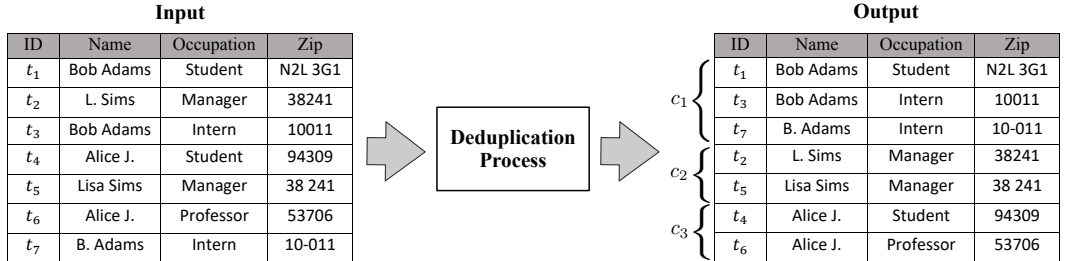 Input
ID Name Occupation Zip
t₁ Bob Adams Student N2L 3G1
t₂ L. Sims Manager 38241
t₃ Bob Adams Intern 10011
t₄ Alice J. Student 94309
t₅ Lisa Sims Manager 38 241
t₆ Alice J. Professor 53706
t₇ B. Adams Intern 10-011
Deduplication
Process
Output
ID Name Occupation Zip
c₁
t₁ Bob Adams Student N2L 3G1
t₃ Bob Adams Intern 10011
t₇ B. Adams Intern 10-011
c₂
t₂ L. Sims Manager 38241
t₅ Lisa Sims Manager 38 241
c₃
t₄ Alice J. Student 94309
t₆ Alice J. Professor 53706